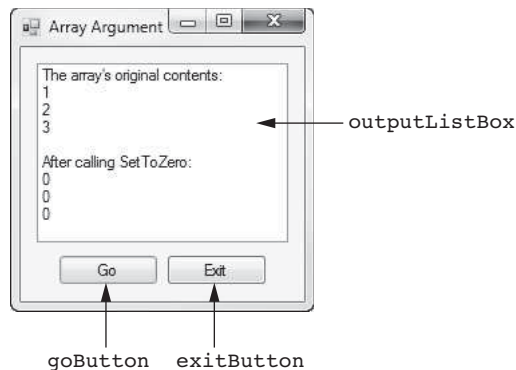 Array Argument
The array's original contents:
1
2
3
After calling SetToZero:
0
0
0
outputListBox
Go
Exit
goButton
exitButton